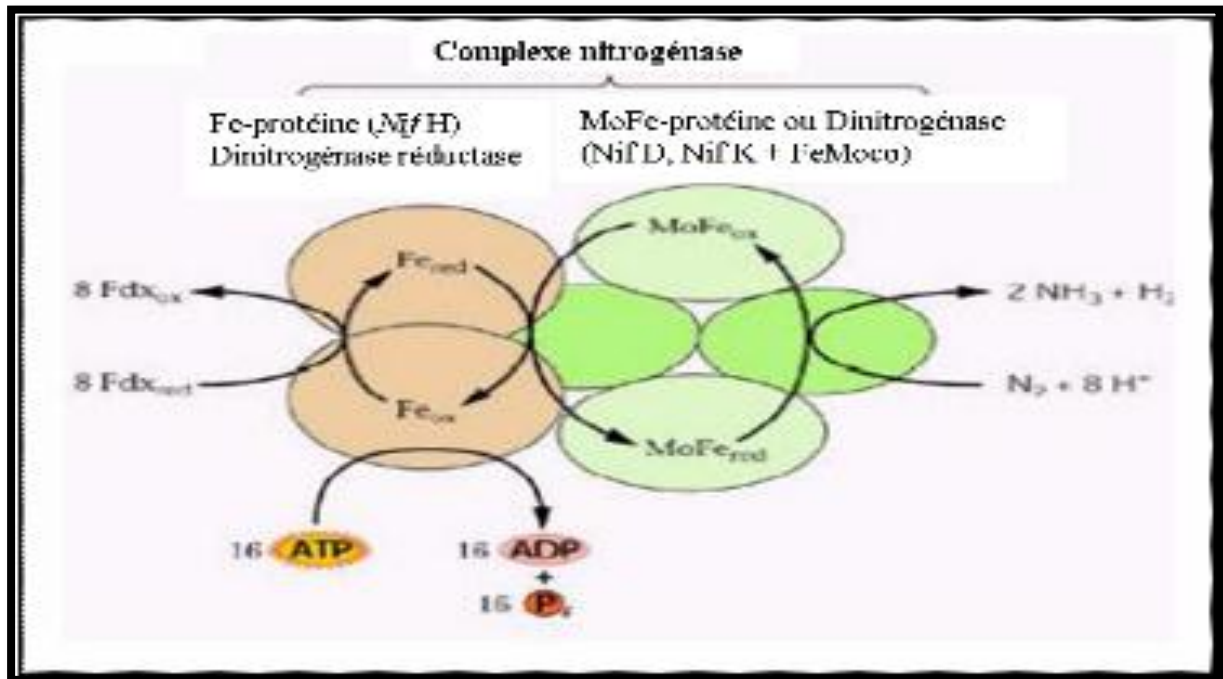 Complexe nitrogénase
Fe-protéine (Nif H)
Dinitrogénase réductase
MoFe-protéine ou Dinitrogénase
(Nif D, Nif K + FeMoco)
MoFeox
Fered
8 Fdxox
2 NH3 + H2
8 Fdxred
N2 + 8 H+
Feox
MoFered
16 ATP
16 ADP
+
16 Pi